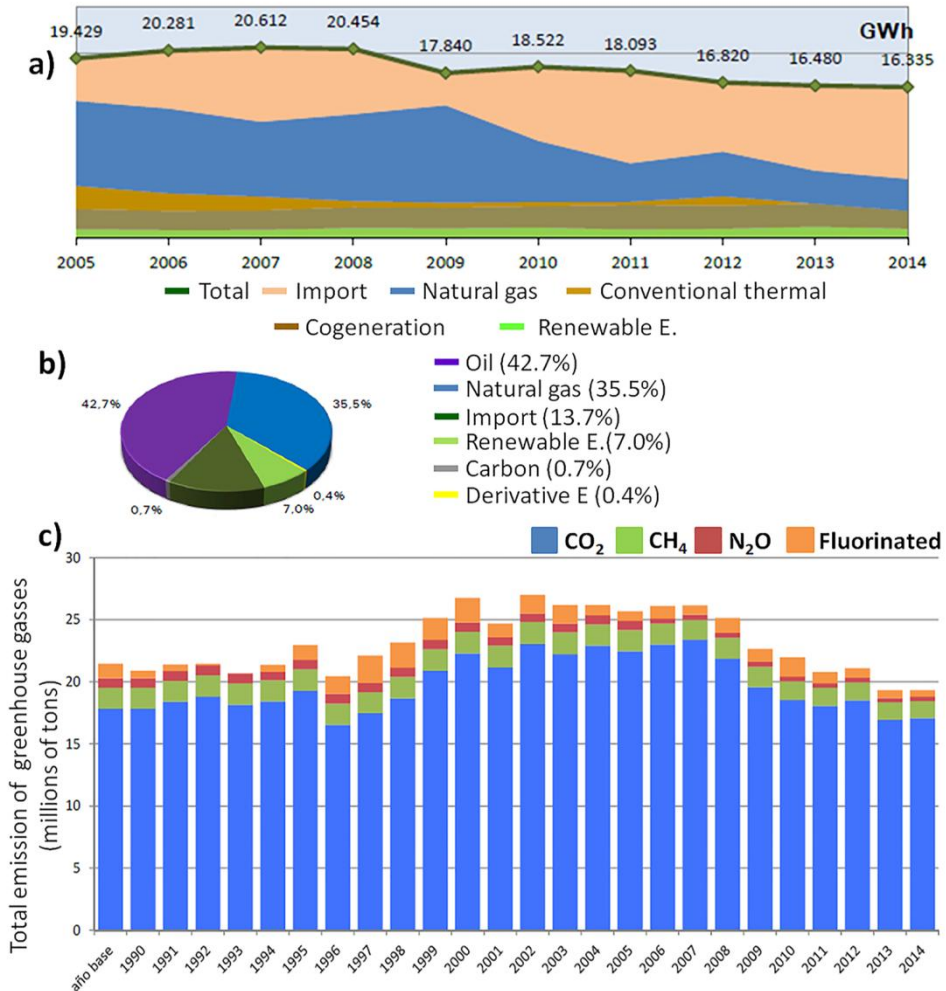 19.429 20.281 20.612 20.454 17.840 18.522 18.093 16.820 16.480 16.335
GWh
a)
2005 2006 2007 2008 2009 2010 2011 2012 2013 2014
Total Import Natural gas Conventional thermal
Cogeneration Renewable E.
b)
42.7%
35,5%
0,7%
7.0%
0.4%
Oil (42.7%)
Natural gas (35.5%)
Import (13.7%)
Renewable E.(7.0%)
Carbon (0.7%)
Derivative E (0.4%)
c)
CO₂ CH₄ N₂O Fluorinated
Total emission of greenhouse gasses
(millions of tons)
30
25
20
15
10
5
0
año base 1990 1991 1992 1993 1994 1995 1996 1997 1998 1999 2000 2001 2002 2003 2004 2005 2006 2007 2008 2009 2010 2011 2012 2013 2014